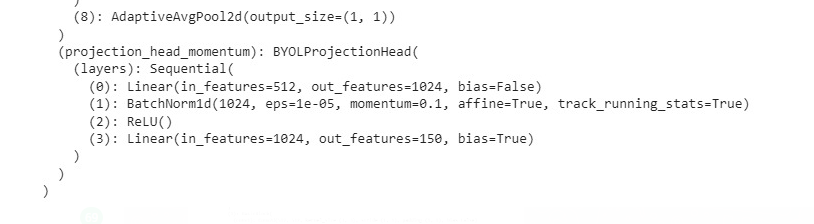 )
(8): AdaptiveAvgPool2d(output_size=(1, 1))
)
(projection_head_momentum): BYOLProjectionHead(
(layers): Sequential(
(0): Linear(in_features=512, out_features=1024, bias=False)
(1): BatchNorm1d(1024, eps=1e-05, momentum=0.1, affine=True, track_running_stats=True)
(2): ReLU()
(3): Linear(in_features=1024, out_features=150, bias=True)
)
)
)